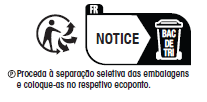 FR
NOTICE
BAC
DE
TRI
Ⓟ Proceda à separação seletiva das embalagens
e coloque-as no respetivo ecoponto.